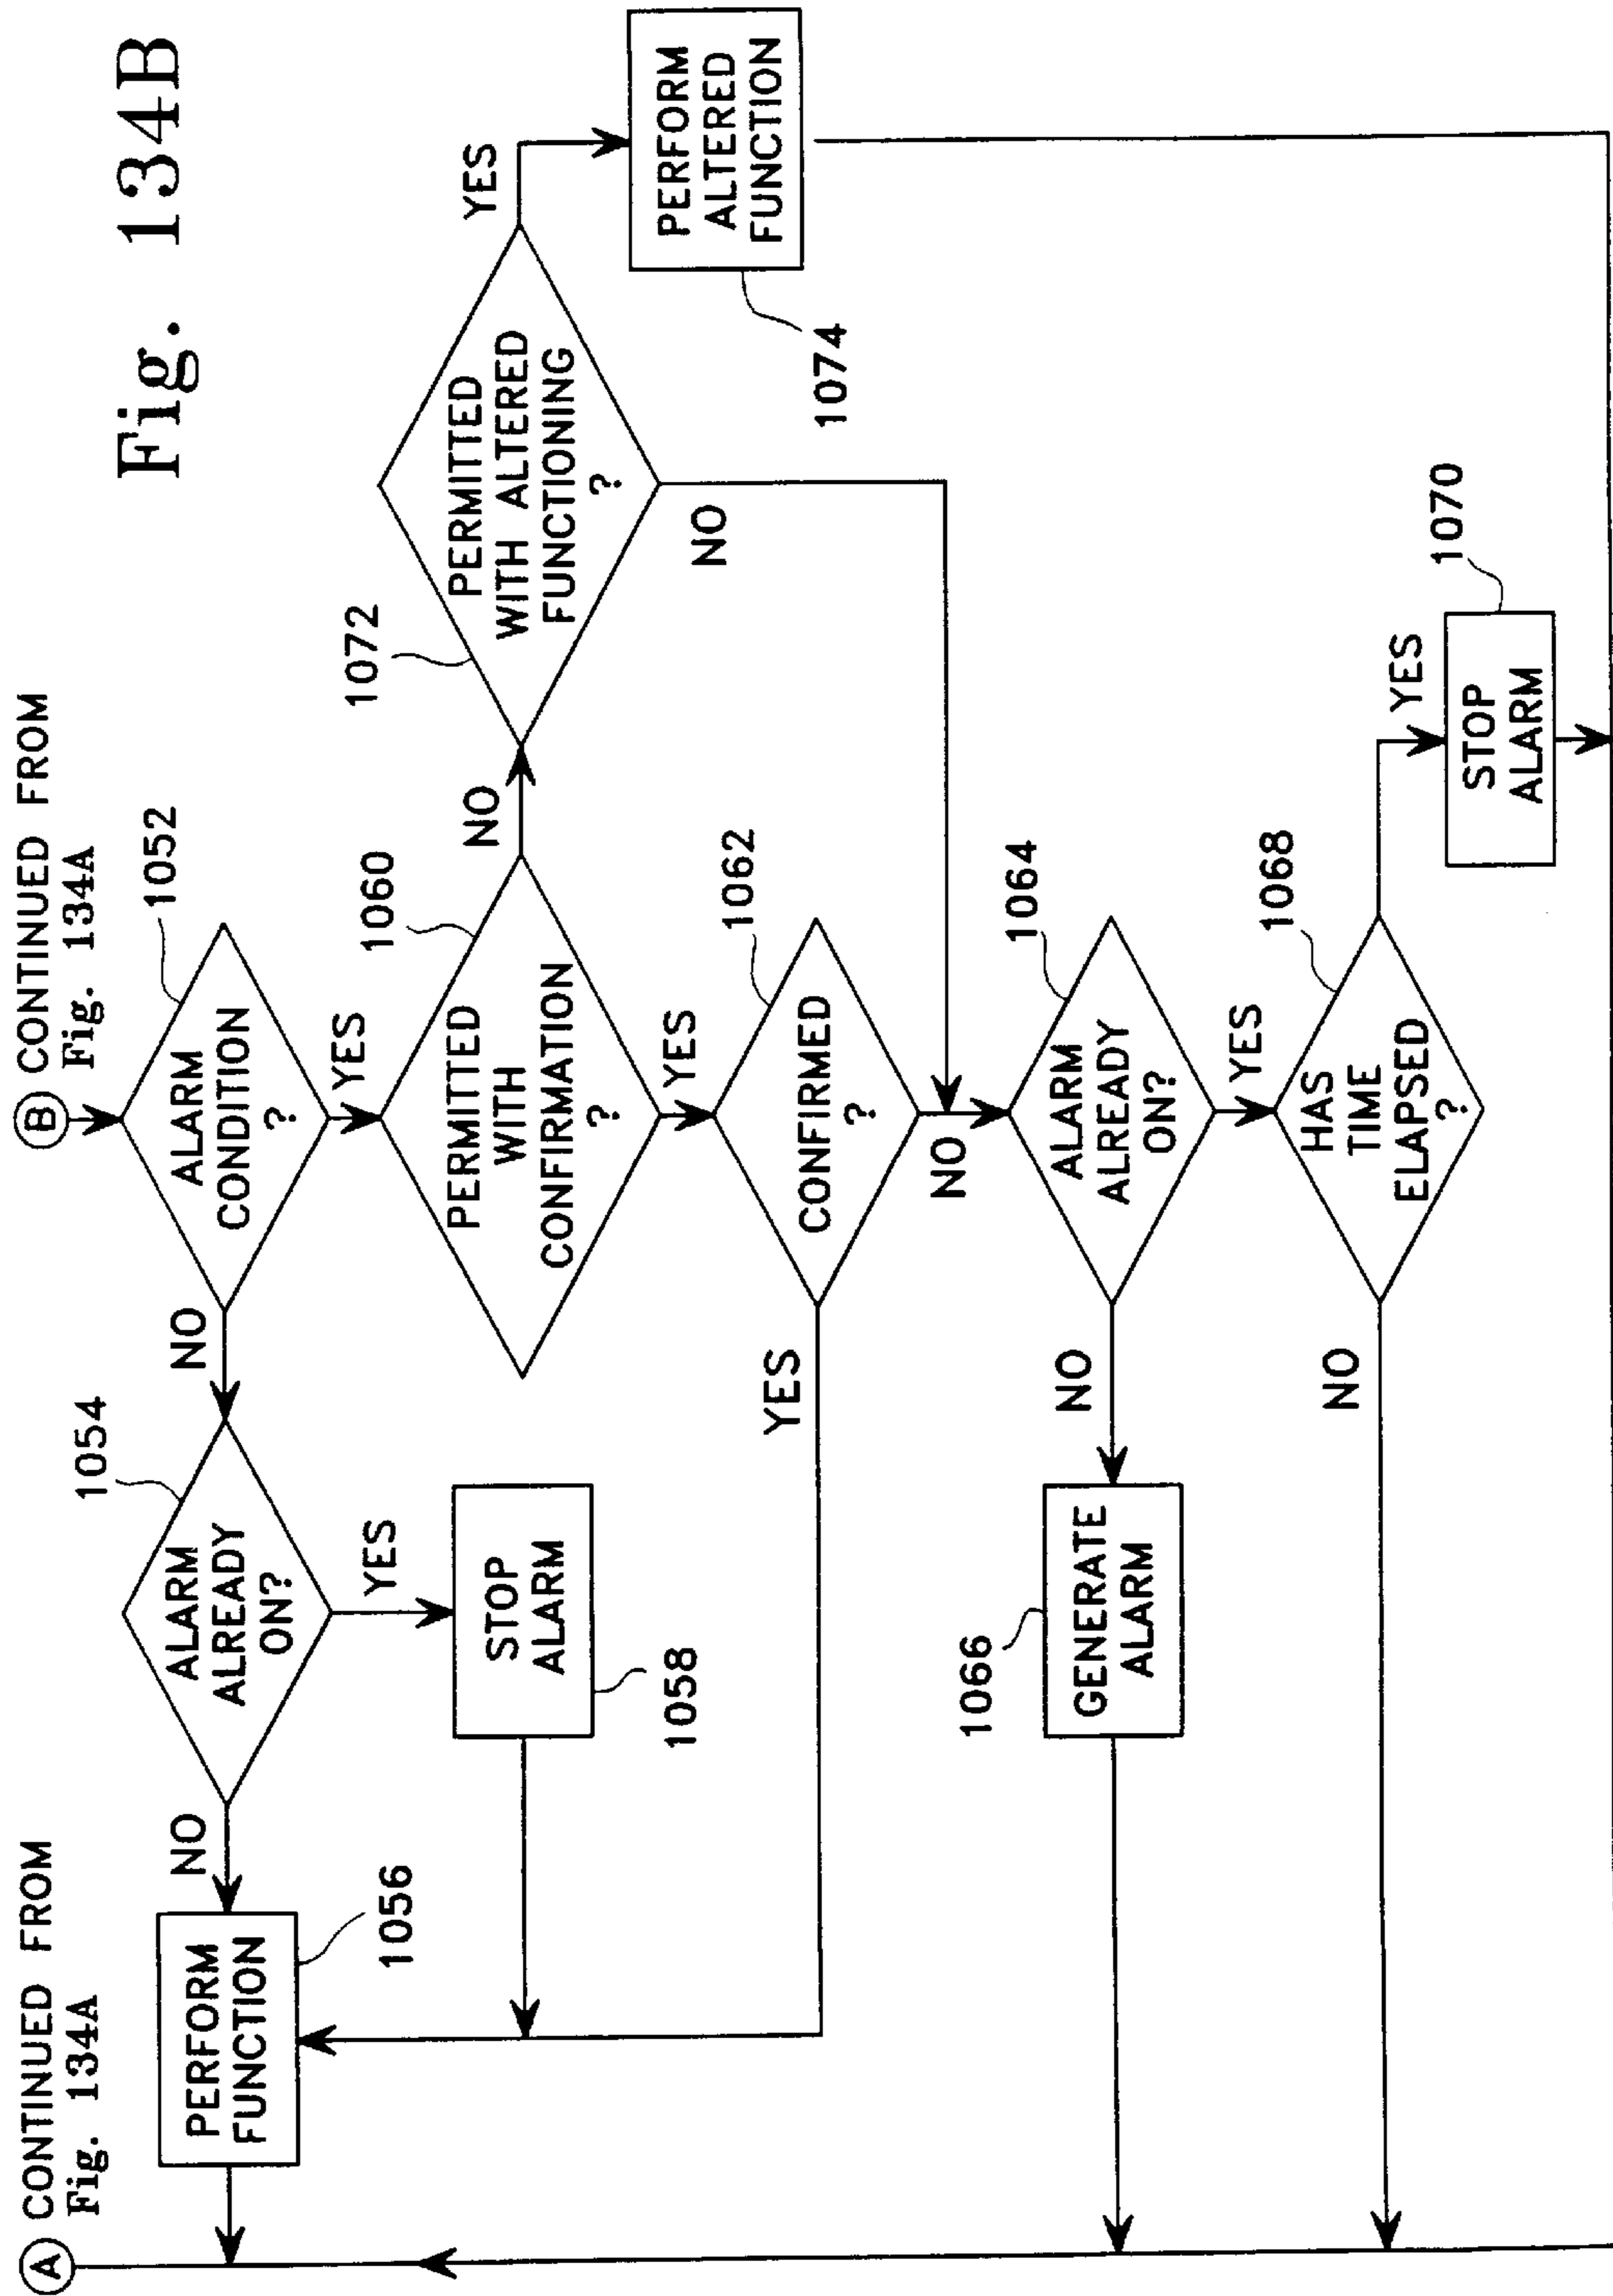 Fig. 134B
A CONTINUED FROM
Fig. 134A
B CONTINUED FROM
Fig. 134A
1052
ALARM
CONDITION
?
NO
YES
1054
ALARM
ALREADY
ON?
NO
YES
PERFORM
FUNCTION
1056
STOP
ALARM
1058
1060
PERMITTED
WITH
CONFIRMATION
?
NO
YES
1072
PERMITTED
WITH ALTERED
FUNCTIONING
?
YES
NO
PERFORM
ALTERED
FUNCTION
1074
1062
CONFIRMED
?
YES
NO
1064
ALARM
ALREADY
ON?
NO
YES
1066
GENERATE
ALARM
1068
HAS
TIME
ELAPSED
?
NO
YES
1070
STOP
ALARM